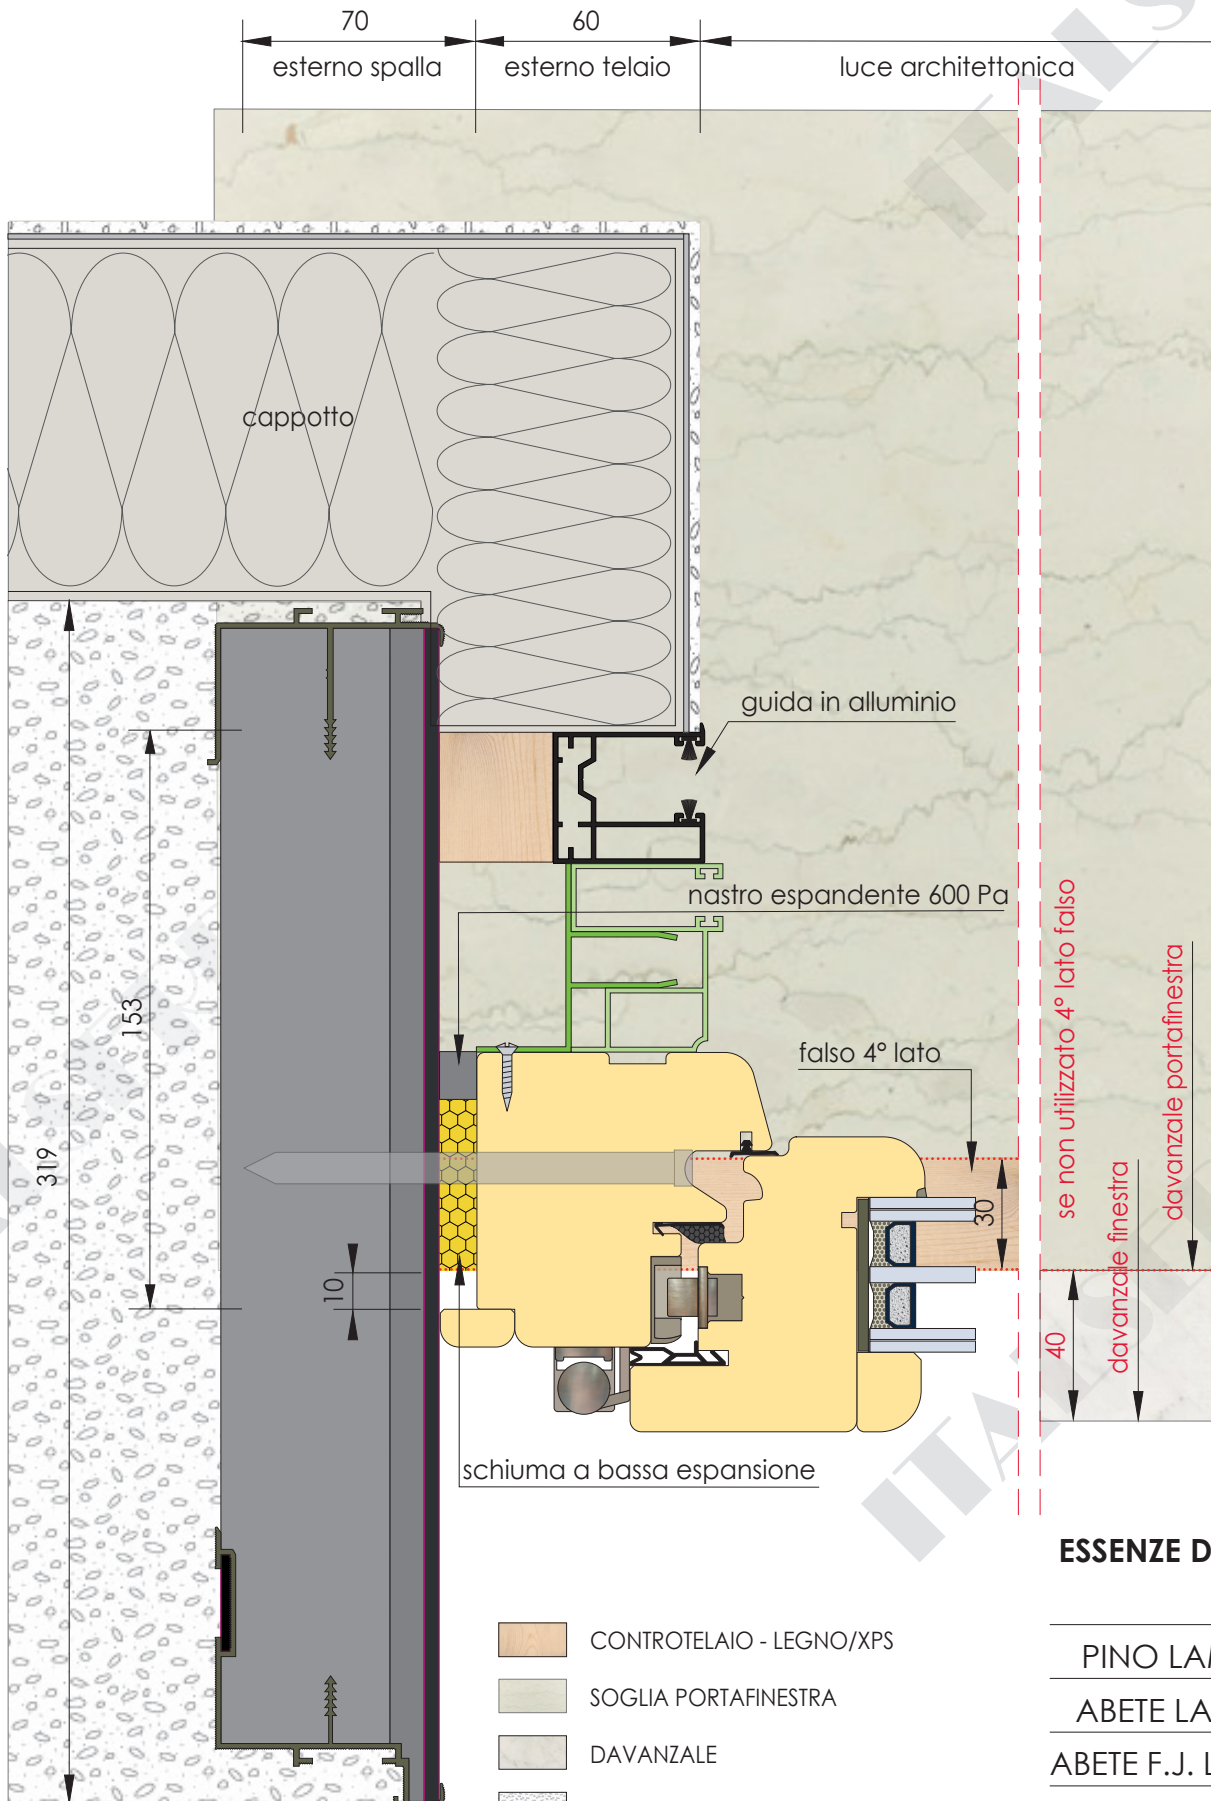 70
60
esterno spalla
esterno telaio
luce architettonica
cappotto
guida in alluminio
nastro espandente 600 Pa
falso 4° lato
se non utilizzato 4° lato falso
davanzale portafinestra
davanzale finestra
153
319
10
30
40
schiuma a bassa espansione
ESSENZE D
CONTROTELAIO - LEGNO/XPS
SOGLIA PORTAFINESTRA
DAVANZALE
PINO LAM
ABETE LA
ABETE F.J. L